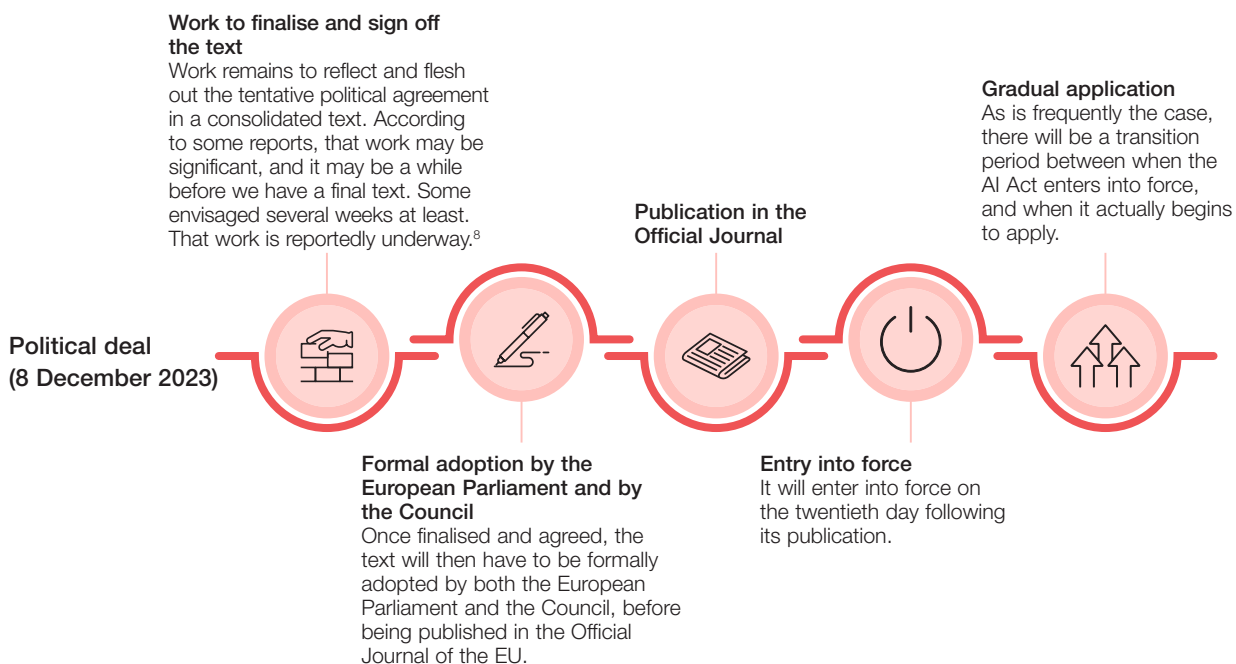 Political deal
(8 December 2023)
Work to finalise and sign off
the text
Work remains to reflect and flesh
out the tentative political agreement
in a consolidated text. According
to some reports, that work may be
significant, and it may be a while
before we have a final text. Some
envisaged several weeks at least.
That work is reportedly underway.⁸
Formal adoption by the
European Parliament and by
the Council
Once finalised and agreed, the
text will then have to be formally
adopted by both the European
Parliament and the Council, before
being published in the Official
Journal of the EU.
Publication in the
Official Journal
Entry into force
It will enter into force on
the twentieth day following
its publication.
Gradual application
As is frequently the case,
there will be a transition
period between when the
AI Act enters into force,
and when it actually begins
to apply.